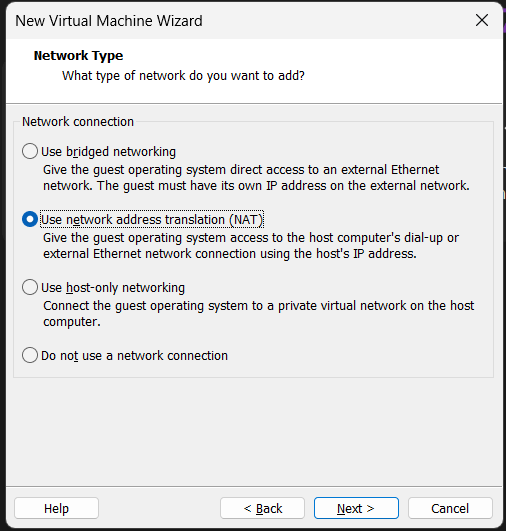 New Virtual Machine Wizard
Network Type
What type of network do you want to add?
Network connection
Use bridged networking
Give the guest operating system direct access to an external Ethernet
network. The guest must have its own IP address on the external network.
Use network address translation (NAT)
Give the guest operating system access to the host computer's dial-up or
external Ethernet network connection using the host's IP address.
Use host-only networking
Connect the guest operating system to a private virtual network on the host
computer.
Do not use a network connection
Help
< Back
Next >
Cancel